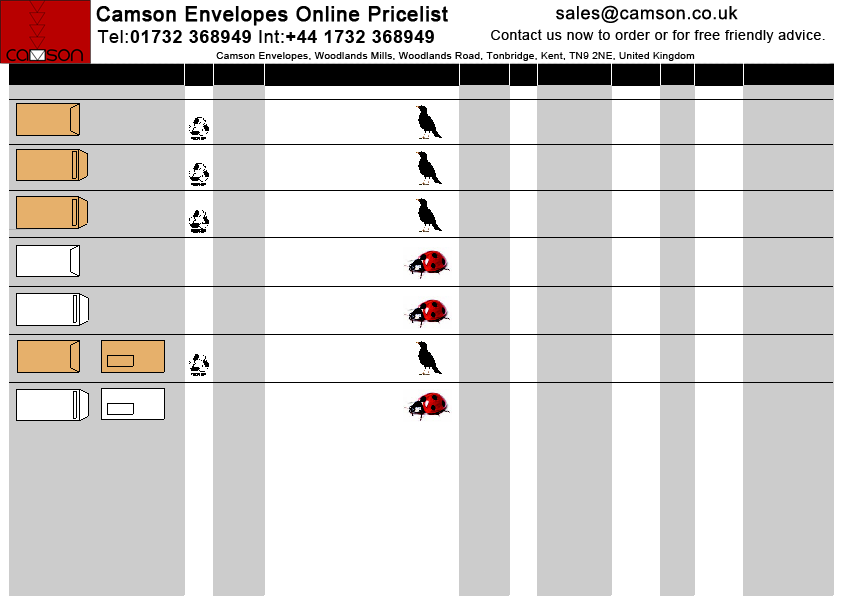 Camson Envelopes Online Pricelist
sales@camson.co.uk
Tel:01732 368949 Int:+44 1732 368949
Contact us now to order or for free friendly advice.
camson
Camson Envelopes, Woodlands Mills, Woodlands Road, Tonbridge, Kent, TN9 2NE, United Kingdom